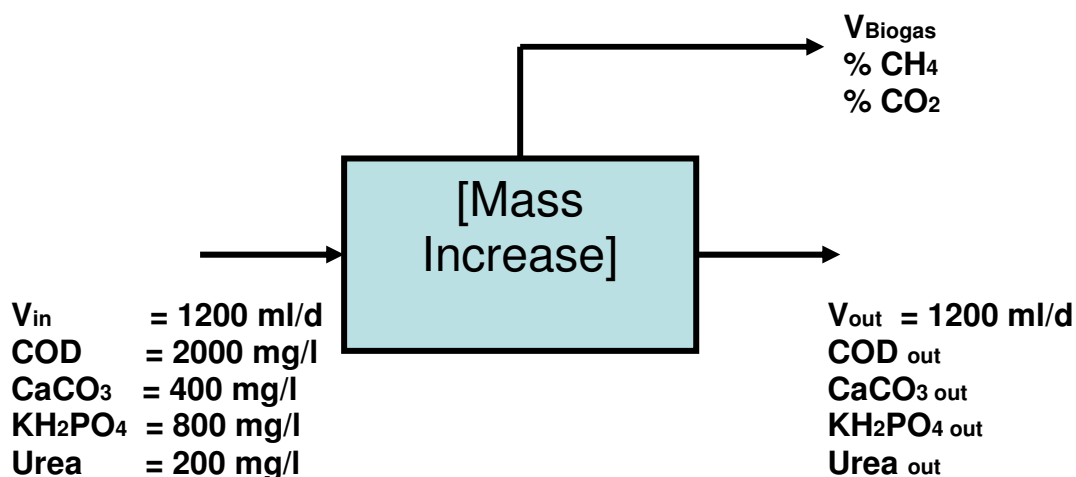 VBiogas
% CH4
% CO2
[Mass
Increase]
Vin = 1200 ml/d
COD = 2000 mg/l
CaCO3 = 400 mg/l
KH2PO4 = 800 mg/l
Urea = 200 mg/l
Vout = 1200 ml/d
COD out
CaCO3 out
KH2PO4 out
Urea out